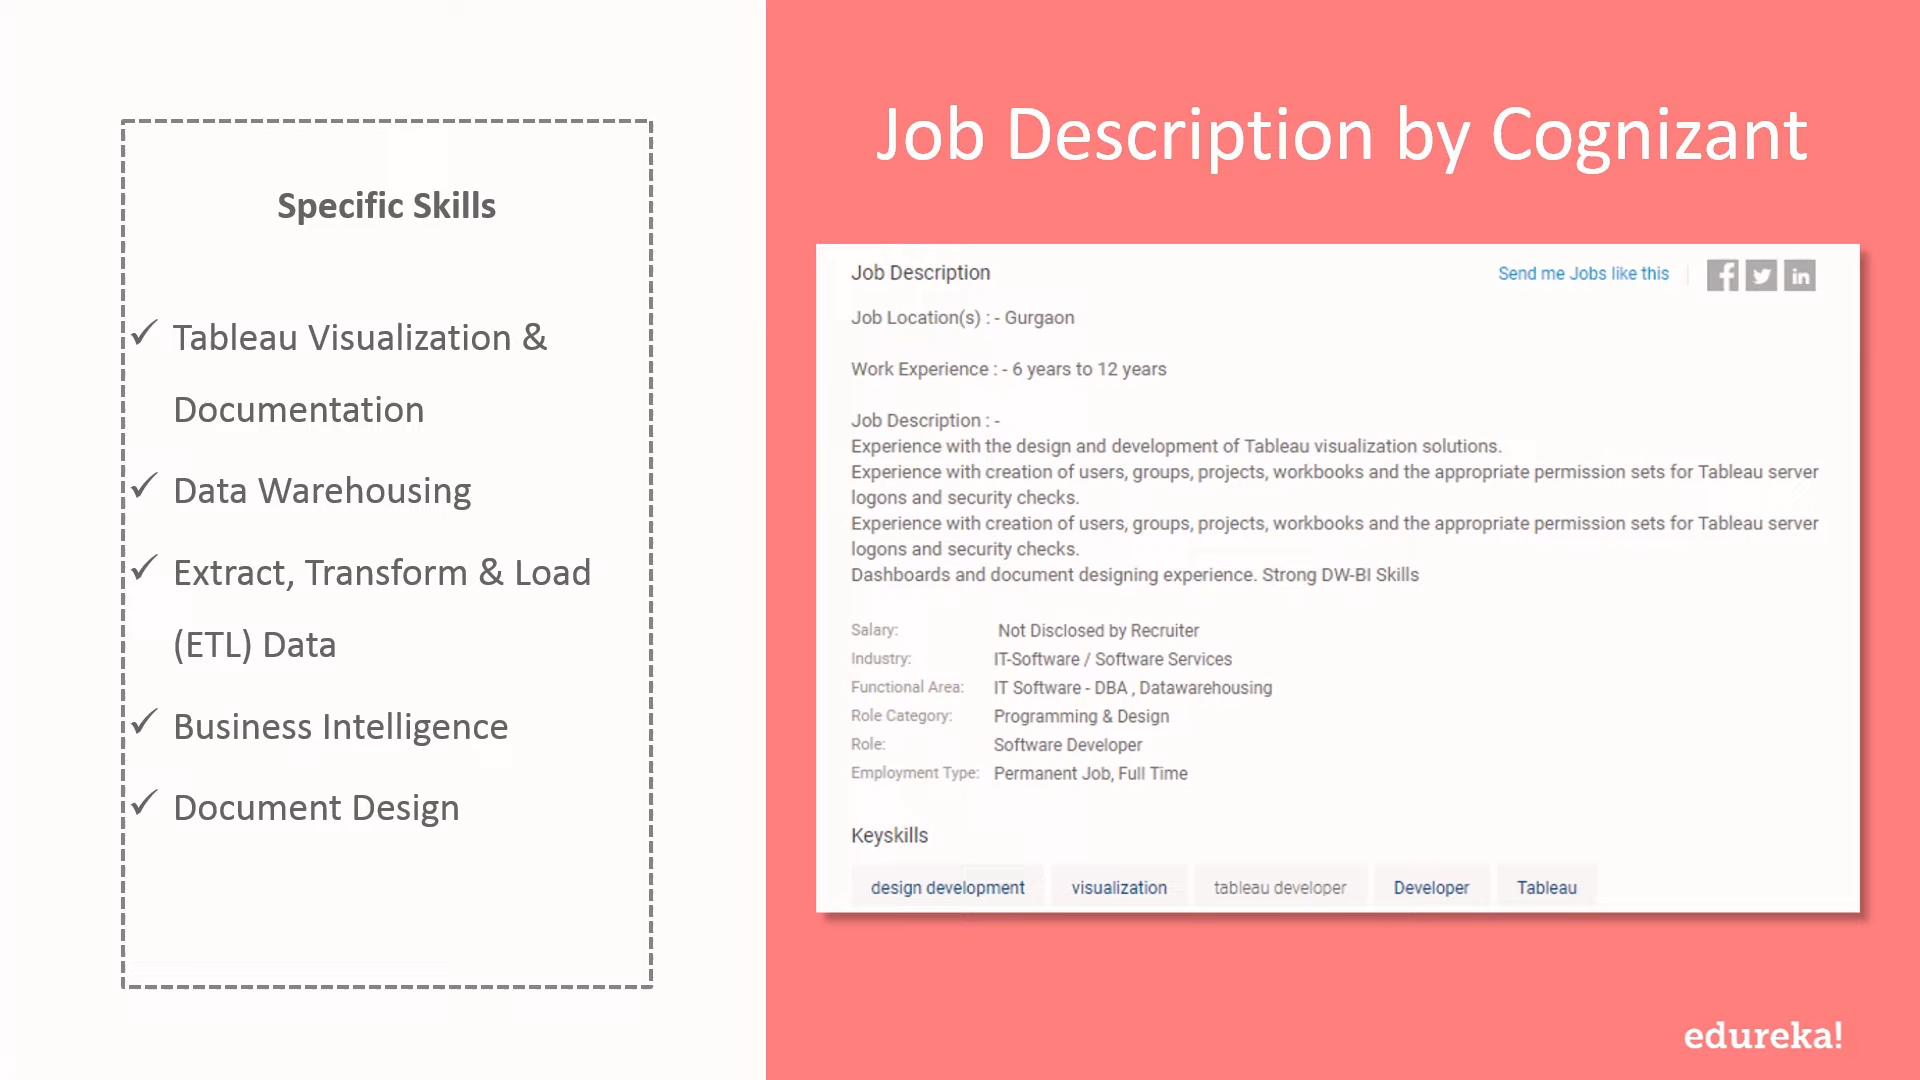 Specific Skills
✓ Tableau Visualization &
Documentation
✓ Data Warehousing
✓ Extract, Transform & Load
(ETL) Data
✓ Business Intelligence
✓ Document Design
Job Description by Cognizant
Job Description
Send me Jobs like this
Job Location(s) : - Gurgaon
Work Experience : - 6 years to 12 years
Job Description : -
Experience with the design and development of Tableau visualization solutions.
Experience with creation of users, groups, projects, workbooks and the appropriate permission sets for Tableau server
logons and security checks.
Experience with creation of users, groups, projects, workbooks and the appropriate permission sets for Tableau server
logons and security checks.
Dashboards and document designing experience. Strong DW-BI Skills
Salary: Not Disclosed by Recruiter
Industry: IT-Software / Software Services
Functional Area: IT Software - DBA , Datawarehousing
Role Category: Programming & Design
Role: Software Developer
Employment Type: Permanent Job, Full Time
Keyskills
design development visualization tableau developer Developer Tableau
edureka!